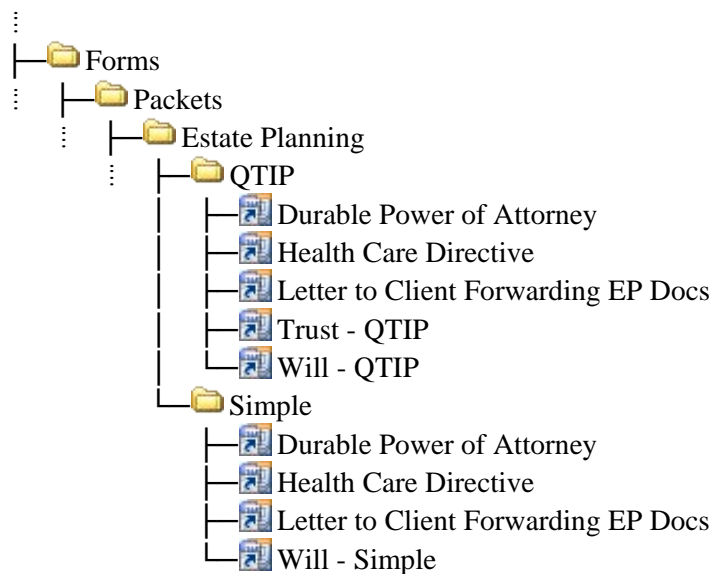 Forms
Packets
Estate Planning
QTIP
Durable Power of Attorney
Health Care Directive
Letter to Client Forwarding EP Docs
Trust - QTIP
Will - QTIP
Simple
Durable Power of Attorney
Health Care Directive
Letter to Client Forwarding EP Docs
Will - Simple